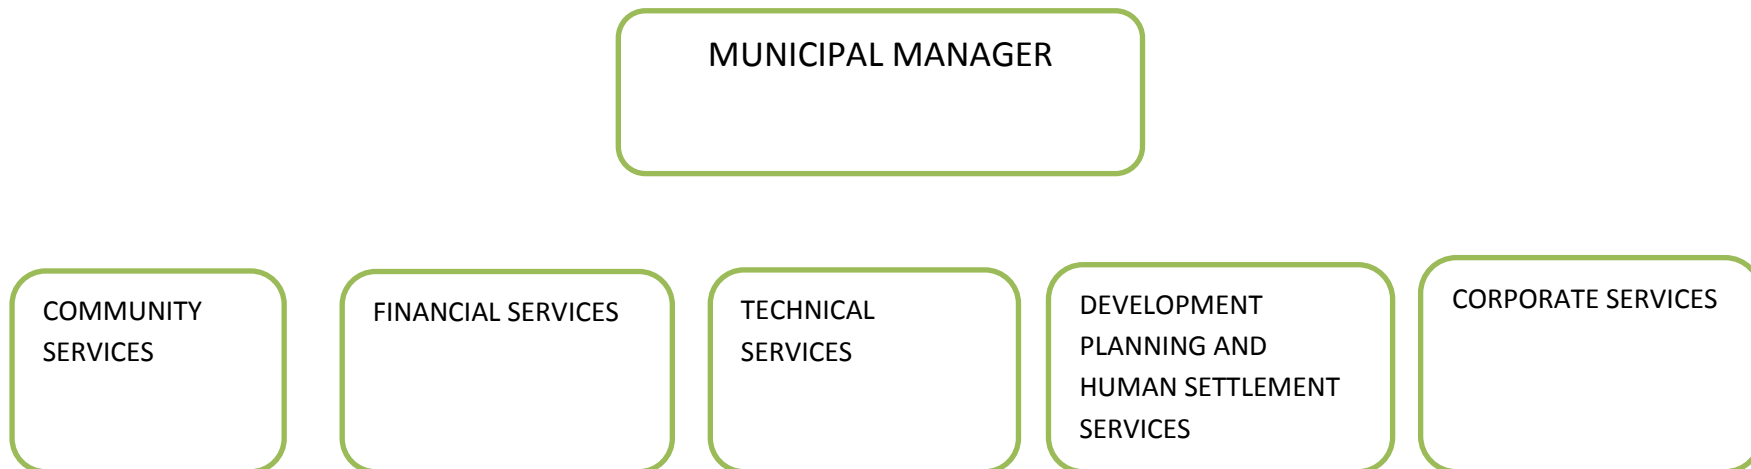 MUNICIPAL MANAGER
COMMUNITY
SERVICES
FINANCIAL SERVICES
TECHNICAL
SERVICES
DEVELOPMENT
PLANNING AND
HUMAN SETTLEMENT
SERVICES
CORPORATE SERVICES